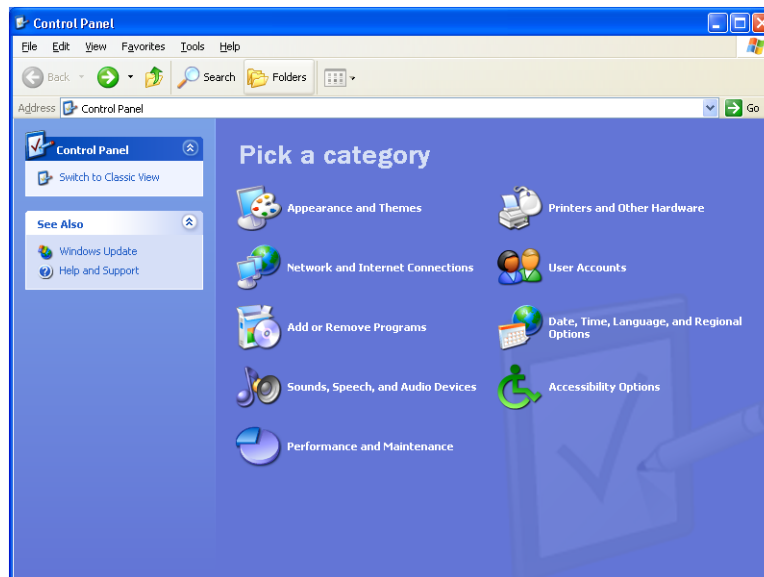 Control Panel
File Edit View Favorites Tools Help
Back Search Folders
Address Control Panel Go
Control Panel
Switch to Classic View
See Also
Windows Update
Help and Support
Pick a category
Appearance and Themes
Printers and Other Hardware
Network and Internet Connections
User Accounts
Add or Remove Programs
Date, Time, Language, and Regional
Options
Sounds, Speech, and Audio Devices
Accessibility Options
Performance and Maintenance